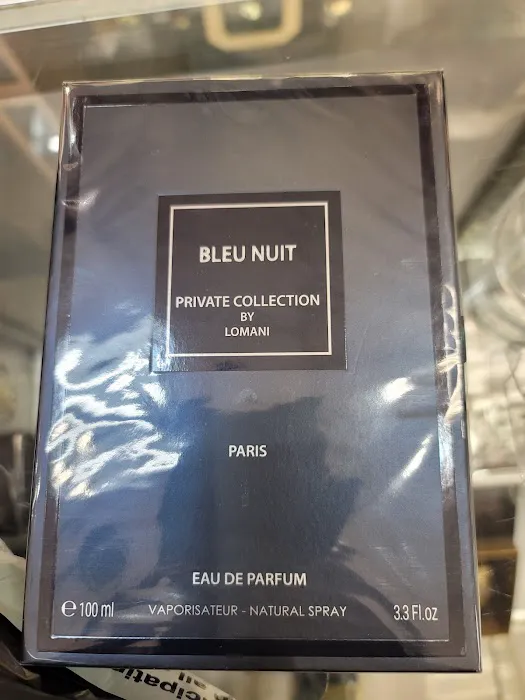 BLEU NUIT
PRIVATE COLLECTION
BY
LOMANI
PARIS
EAU DE PARFUM
℮ 100 ml VAPORISATEUR - NATURAL SPRAY 3.3 Fl.oz